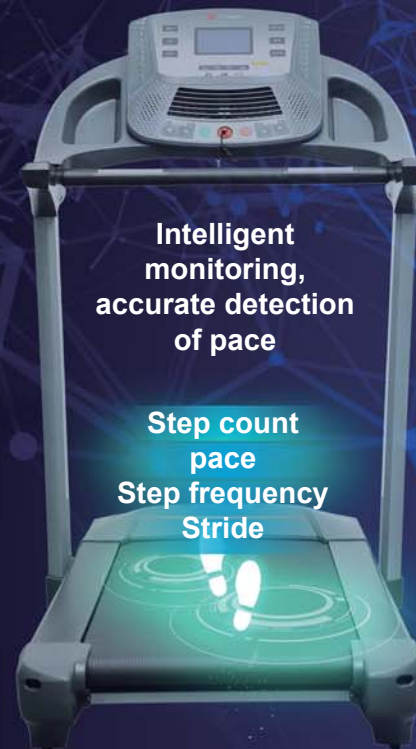 Intelligent
monitoring,
accurate detection
of pace
Step count
pace
Step frequency
Stride